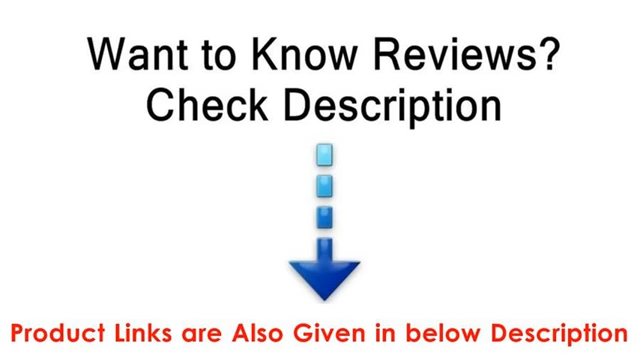 Want to Know Reviews?
Check Description
Product Links are Also Given in below Description